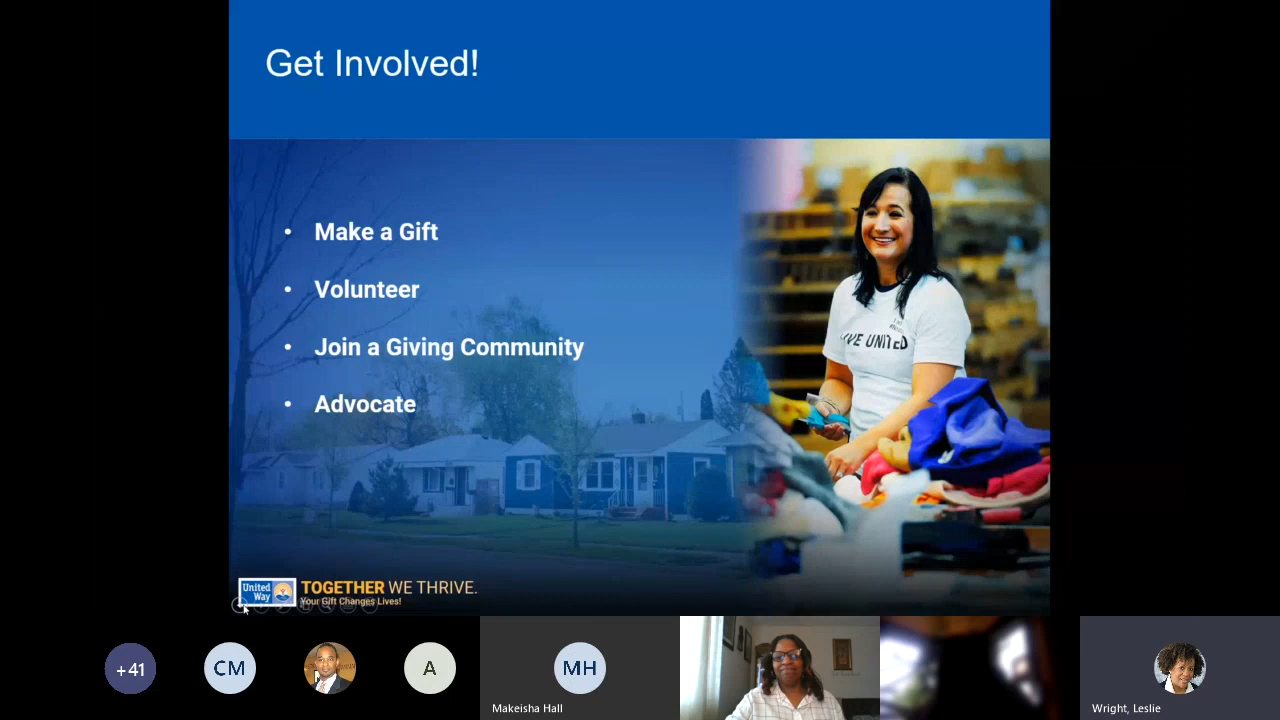 Get Involved!
• Make a Gift
• Volunteer
• Join a Giving Community
• Advocate
LIVE UNITED
United
Way
TOGETHER WE THRIVE.
Your Gift Changes Lives!
+41
CM
A
MH
Makeisha Hall
Wright, Leslie